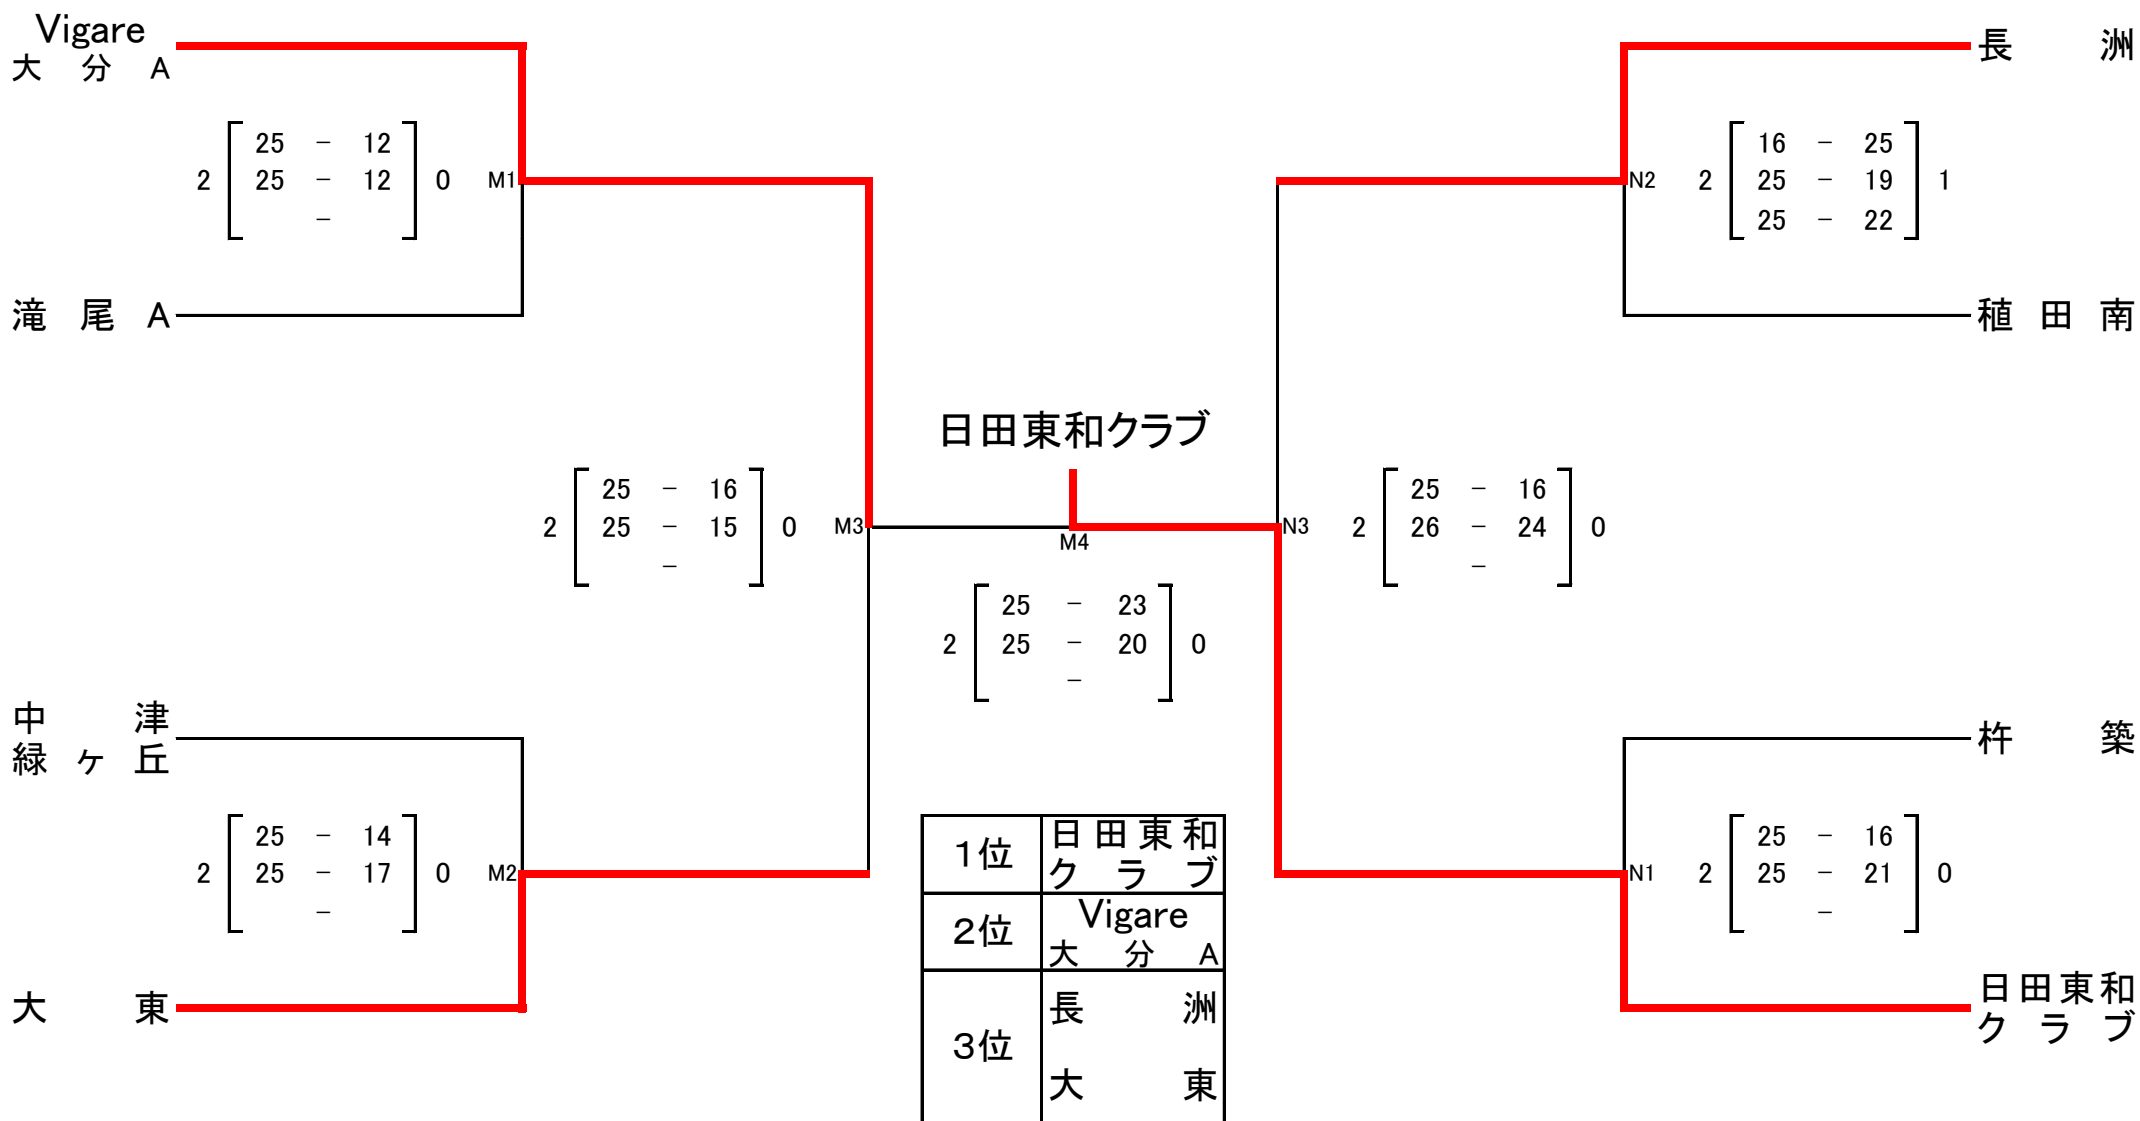 Vigare
大分A
長洲
25 - 12
2 25 - 12 0 M1
-
N2 2 25 - 19 1
16 - 25
25 - 22
滝尾A
稙田南
日田東和クラブ
25 - 16
2 25 - 15 0 M3
-
M4
N3 2 26 - 24 0
25 - 16
-
25 - 23
2 25 - 20 0
-
中津
緑ヶ丘
杵築
25 - 14
2 25 - 17 0 M2
-
25 - 16
N1 2 25 - 21 0
-
大東
日田東和
クラブ
1位 日田東和
クラブ
2位 Vigare
大分A
3位 長洲
大東